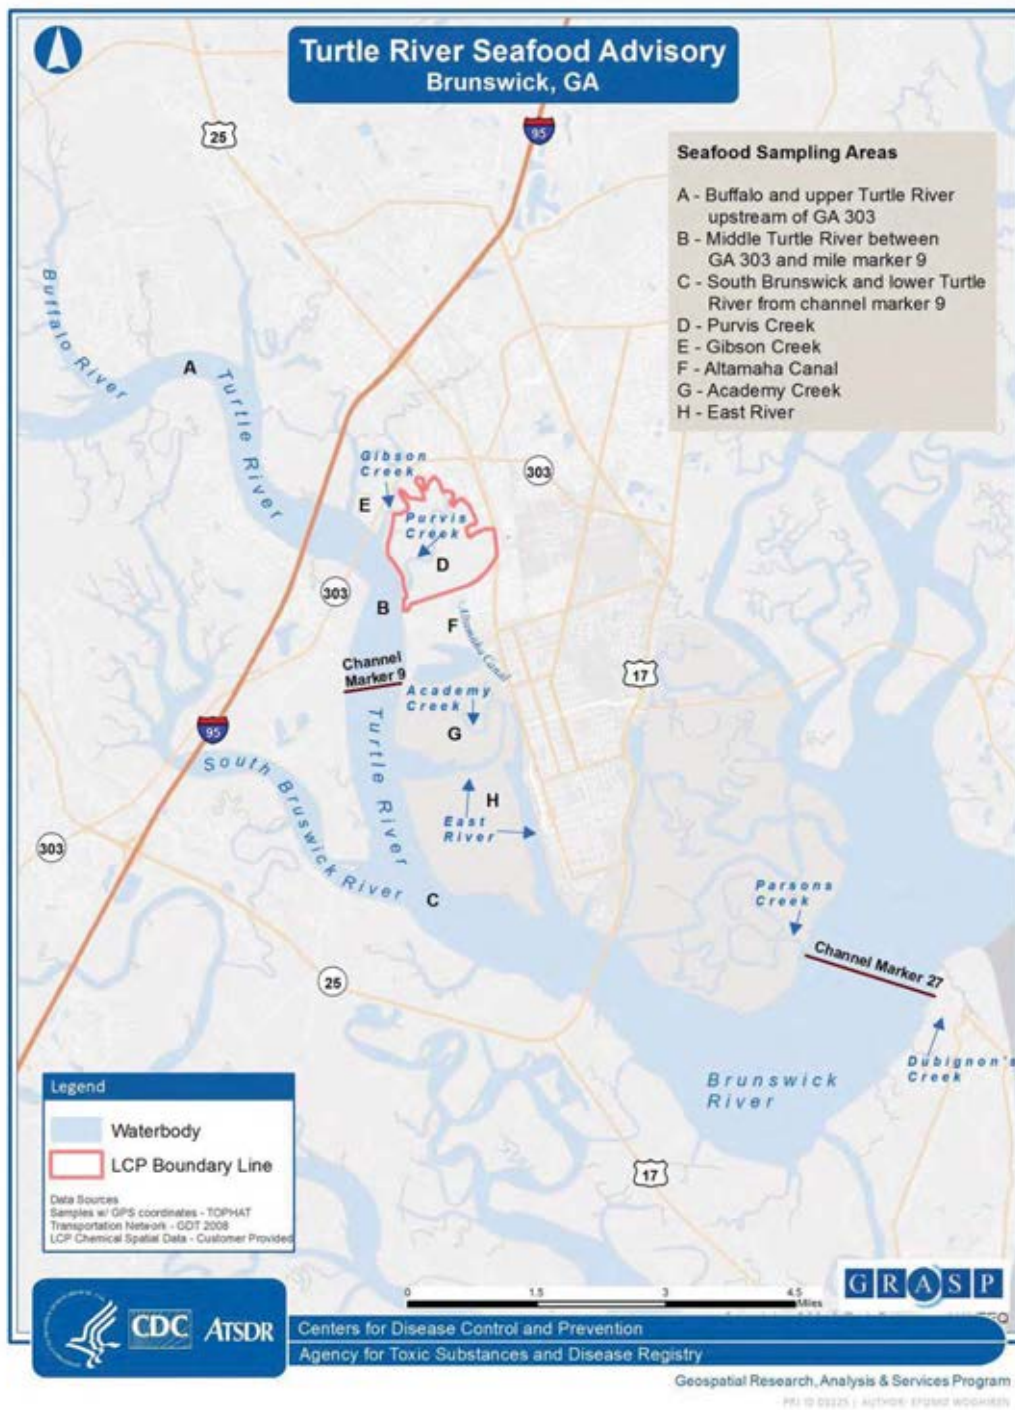 Turtle River Seafood Advisory
Brunswick, GA
25
95
Seafood Sampling Areas
A - Buffalo and upper Turtle River
upstream of GA 303
B - Middle Turtle River between
GA 303 and mile marker 9
C - South Brunswick and lower Turtle
River from channel marker 9
D - Purvis Creek
E - Gibson Creek
F - Altamaha Canal
G - Academy Creek
H - East River
Buffalo River
A
Turtle River
Gibson
Creek
303
E
Purvis
Creek
D
303
B
F
Altamaha Canal
Channel
Marker 9
17
Academy
Creek
95
G
Turtle River
South Bruswick River
H
East
River
303
C
Parsons
Creek
Channel Marker 27
25
Dubignon's
Creek
Brunswick
River
17
Legend
Waterbody
LCP Boundary Line
Data Sources
Samples w/ GPS coordinates - TOPHAT
Transportation Network - GDT 2008
LCP Chemical Spatial Data - Customer Provided
0 1.5 3 4.5
Miles
GRASP
CDC ATSDR
Centers for Disease Control and Prevention
Agency for Toxic Substances and Disease Registry
Geospatial Research, Analysis & Services Program